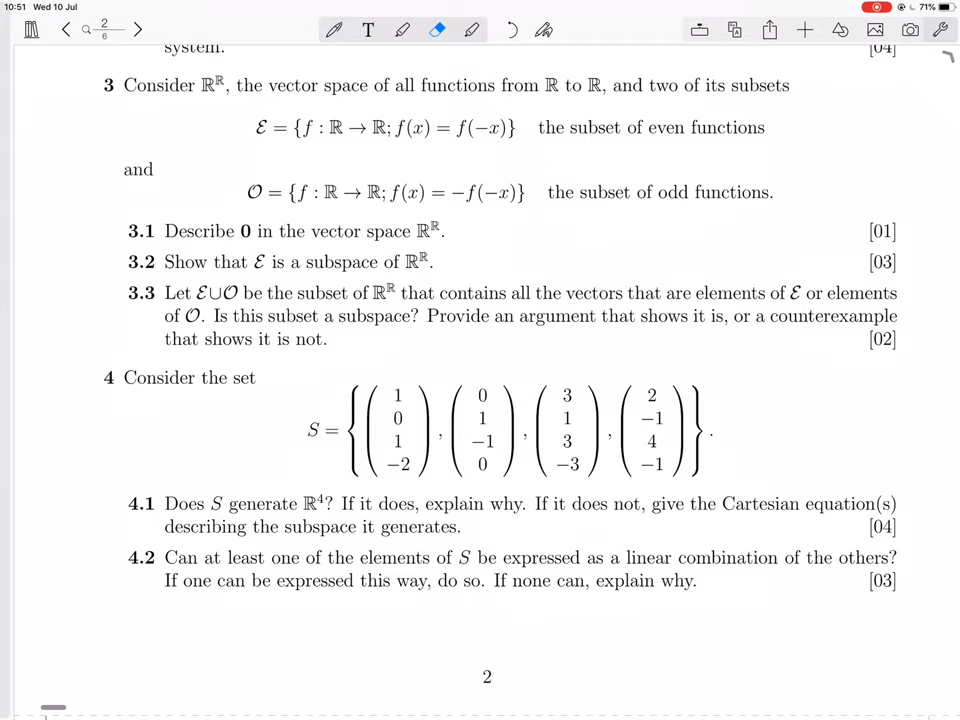 10:51 Wed 10 Jul 71%
2
6
T
system. [04]
3 Consider ℝ^ℝ, the vector space of all functions from ℝ to ℝ, and two of its subsets
ℰ = {f : ℝ → ℝ; f(x) = f(−x)} the subset of even functions
and
𝒪 = {f : ℝ → ℝ; f(x) = −f(−x)} the subset of odd functions.
3.1 Describe 0 in the vector space ℝ^ℝ. [01]
3.2 Show that ℰ is a subspace of ℝ^ℝ. [03]
3.3 Let ℰ∪𝒪 be the subset of ℝ^ℝ that contains all the vectors that are elements of ℰ or elements
of 𝒪. Is this subset a subspace? Provide an argument that shows it is, or a counterexample
that shows it is not. [02]
4 Consider the set
S = { (1, 0, 1, −2), (0, 1, −1, 0), (3, 1, 3, −3), (2, −1, 4, −1) }.
4.1 Does S generate ℝ⁴? If it does, explain why. If it does not, give the Cartesian equation(s)
describing the subspace it generates. [04]
4.2 Can at least one of the elements of S be expressed as a linear combination of the others?
If one can be expressed this way, do so. If none can, explain why. [03]
2